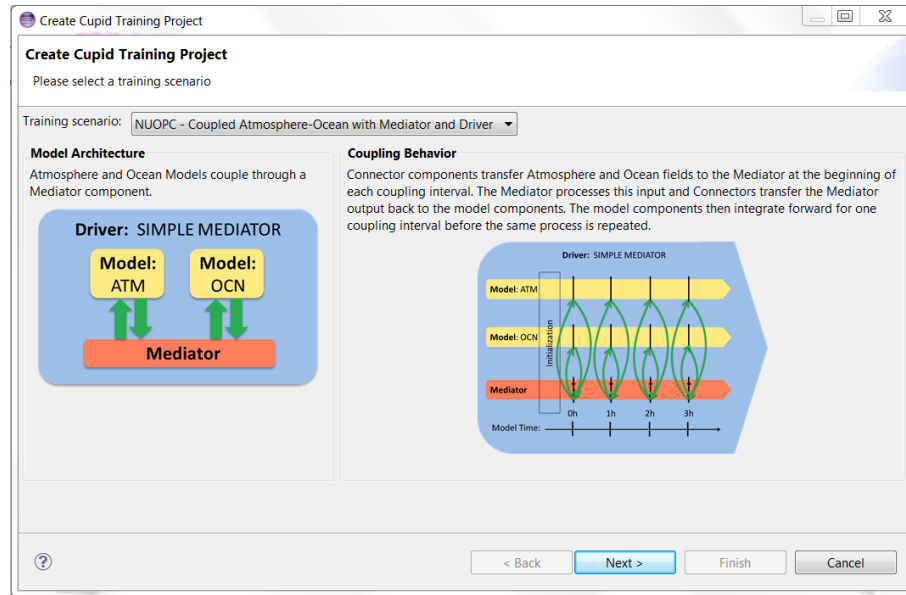 Create Cupid Training Project
Create Cupid Training Project
Please select a training scenario
Training scenario: NUOPC - Coupled Atmosphere-Ocean with Mediator and Driver
Model Architecture
Atmosphere and Ocean Models couple through a
Mediator component.
Driver: SIMPLE MEDIATOR
Model:
ATM
Model:
OCN
Mediator
Coupling Behavior
Connector components transfer Atmosphere and Ocean fields to the Mediator at the beginning of
each coupling interval. The Mediator processes this input and Connectors transfer the Mediator
output back to the model components. The model components then integrate forward for one
coupling interval before the same process is repeated.
Driver: SIMPLE MEDIATOR
Model: ATM
Model: OCN
Initialization
Mediator
0h 1h 2h 3h
Model Time:
?
< Back Next > Finish Cancel